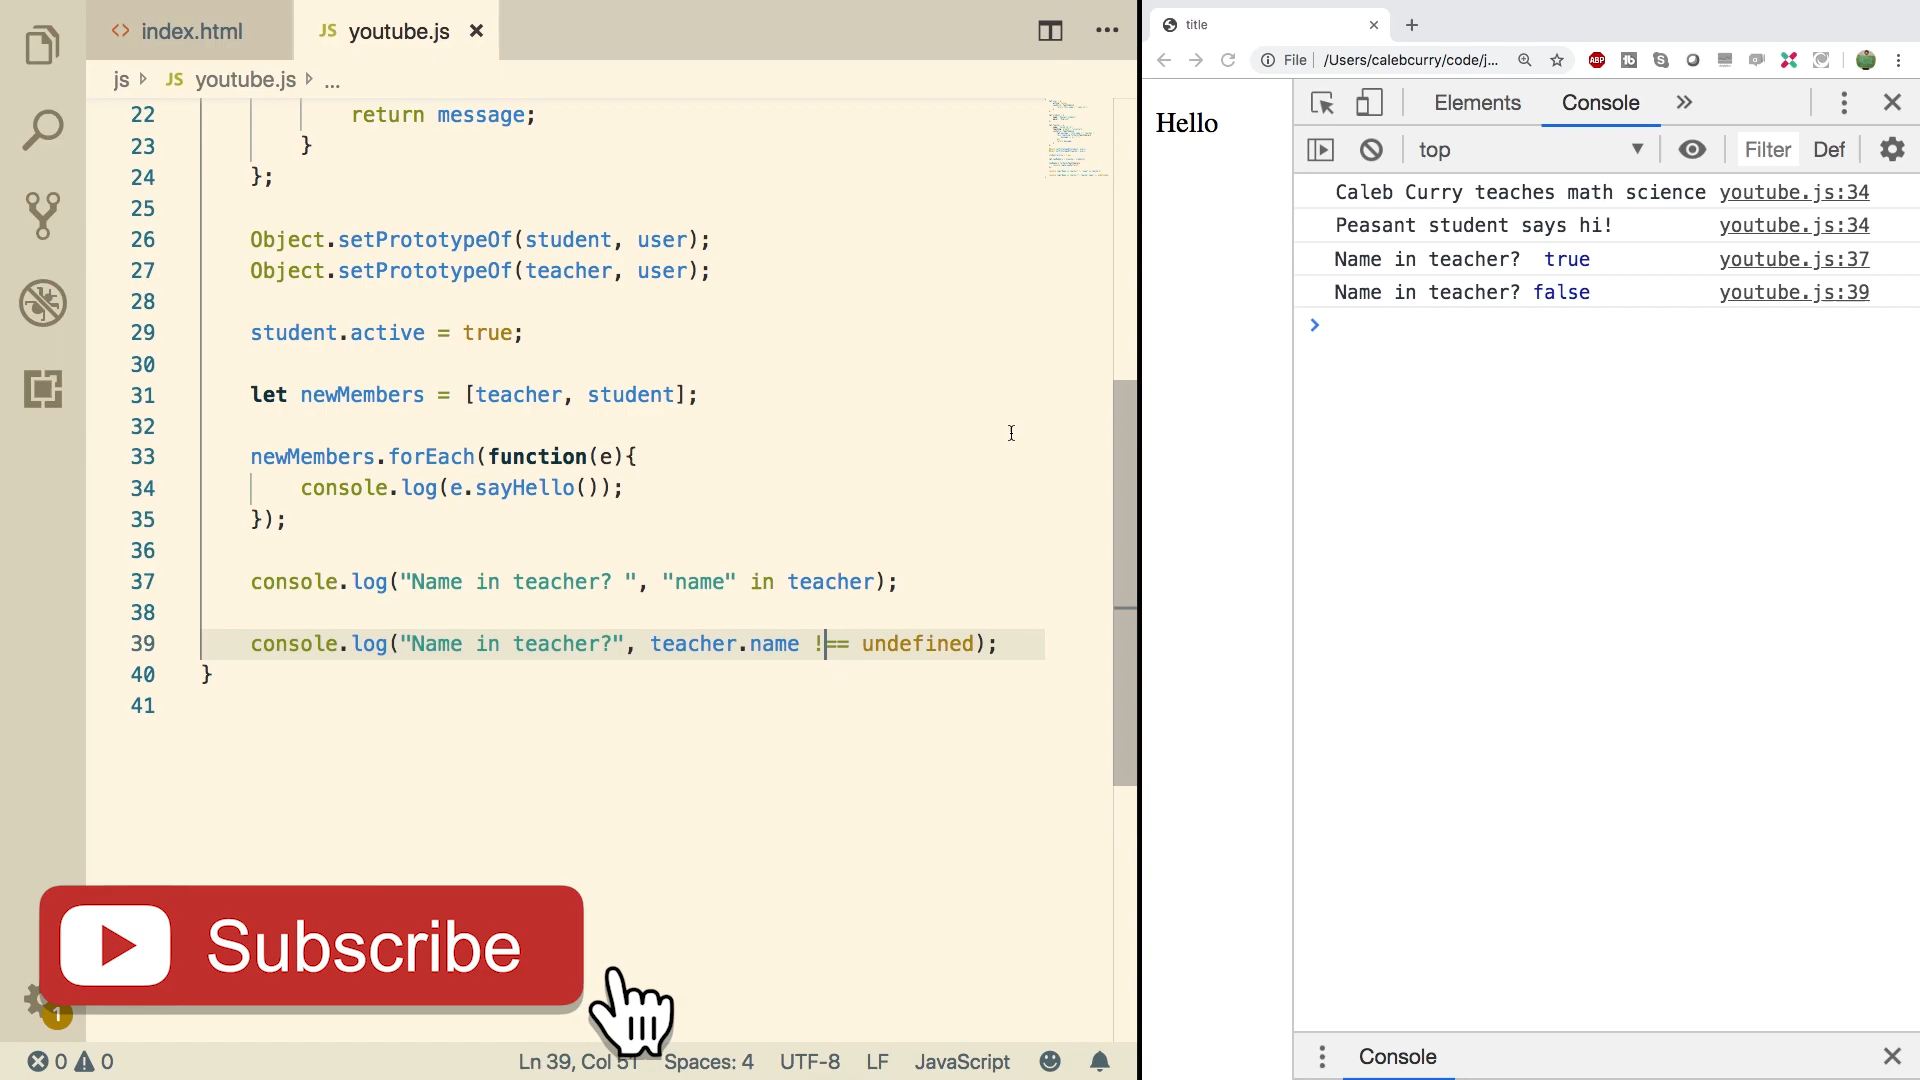 index.html
JS youtube.js
js JS youtube.js ...
22 return message;
23 }
24 };
25
26 Object.setPrototypeOf(student, user);
27 Object.setPrototypeOf(teacher, user);
28
29 student.active = true;
30
31 let newMembers = [teacher, student];
32
33 newMembers.forEach(function(e){
34 console.log(e.sayHello());
35 });
36
37 console.log("Name in teacher? ", "name" in teacher);
38
39 console.log("Name in teacher?", teacher.name !== undefined);
40 }
41
Subscribe
1
0 0
Ln 39, Col 51 Spaces: 4 UTF-8 LF JavaScript
title
File /Users/calebcurry/code/j...
ABP
Hello
Elements Console
top Filter Def
Caleb Curry teaches math science youtube.js:34
Peasant student says hi! youtube.js:34
Name in teacher? true youtube.js:37
Name in teacher? false youtube.js:39
Console